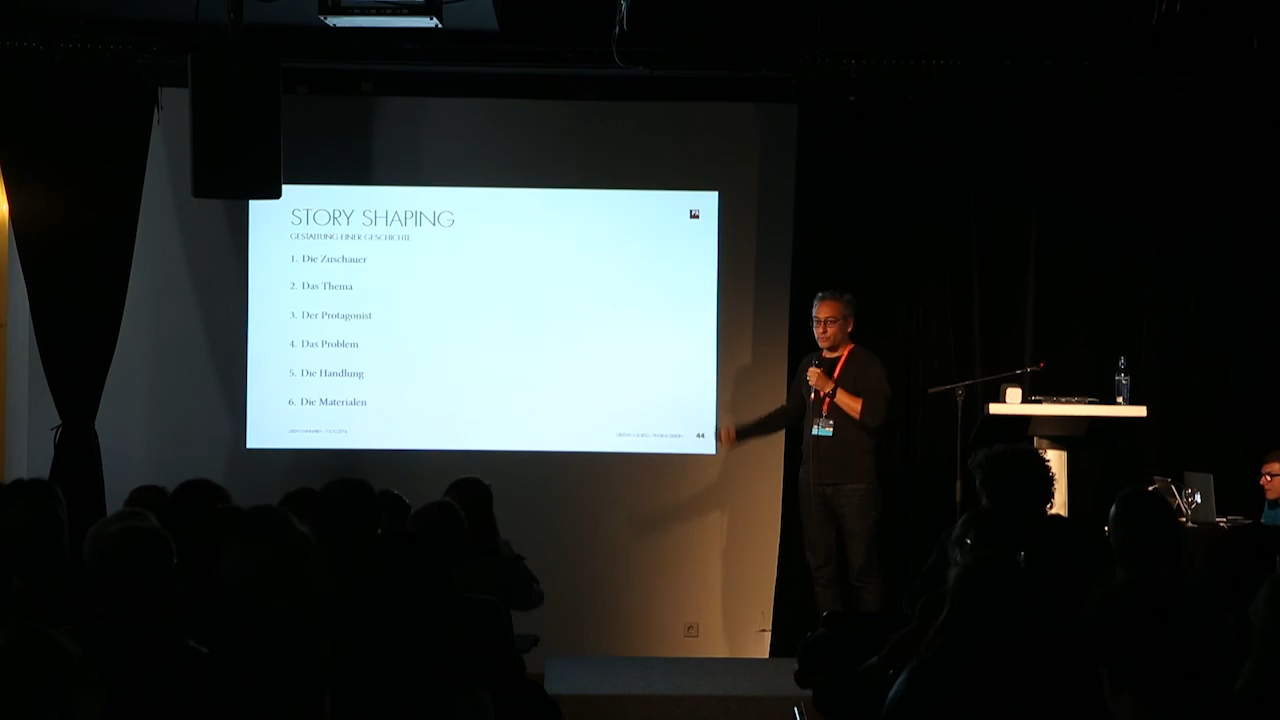 STORY SHAPING
GESTALTUNG EINER GESCHICHTE
1. Die Zuschauer
2. Das Thema
3. Der Protagonist
4. Das Problem
5. Die Handlung
6. Die Materialen
44